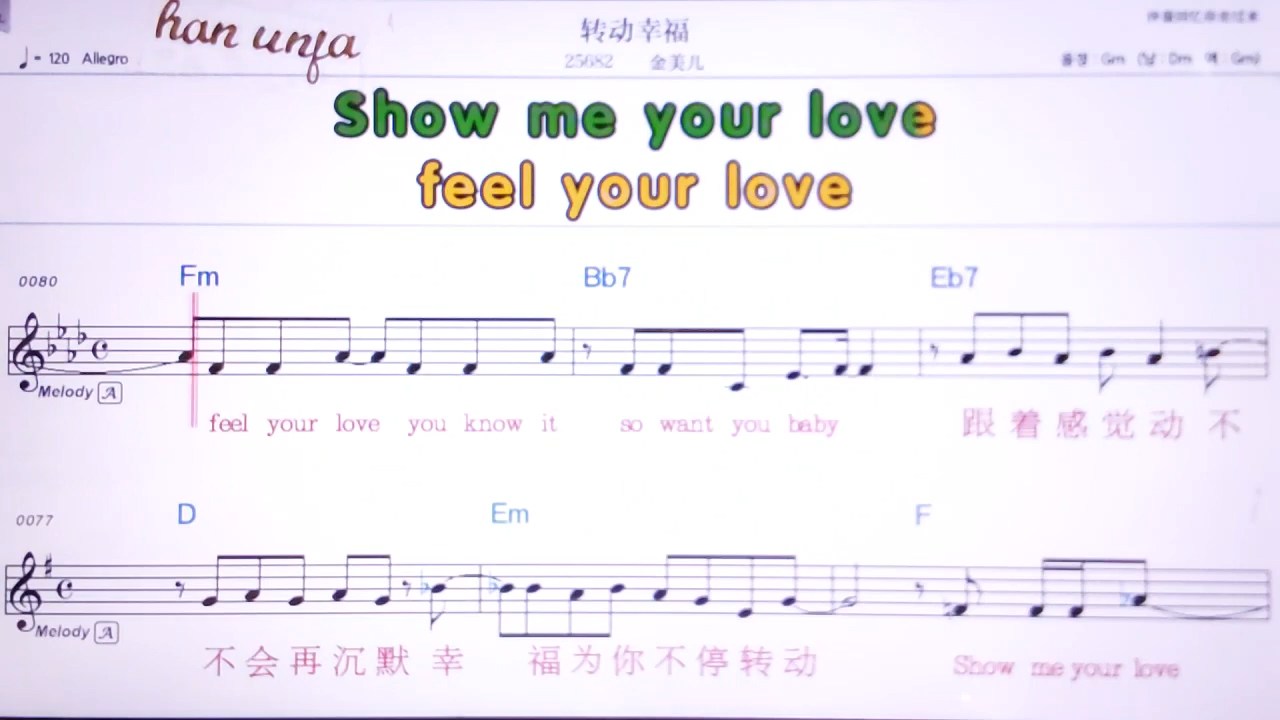 han unja
转动幸福
♩= 120 Allegro
25682 金美儿
Show me your love
feel your love
0080 Fm Bb7 Eb7
Melody A
feel your love you know it so want you baby 跟着感觉动 不
0077 D Em F
Melody A
不会再沉默 幸 福为你不停转动 Show me your love